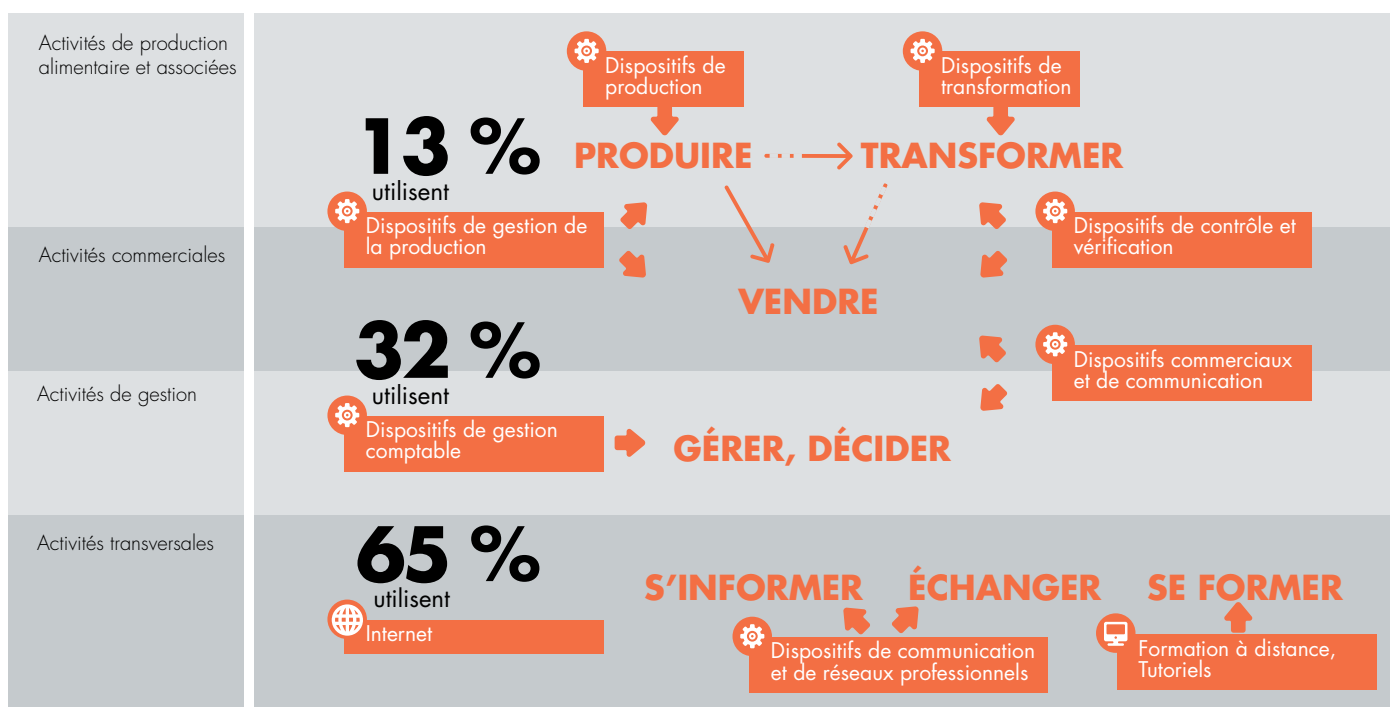 Activités de production
alimentaire et associées
Dispositifs de
production
Dispositifs de
transformation
13 %
utilisent
PRODUIRE
TRANSFORMER
Dispositifs de gestion de
la production
Dispositifs de contrôle et
vérification
Activités commerciales
VENDRE
32 %
utilisent
Dispositifs commerciaux
et de communication
Activités de gestion
Dispositifs de gestion
comptable
GÉRER, DÉCIDER
Activités transversales
65 %
utilisent
Internet
S'INFORMER
ÉCHANGER
SE FORMER
Dispositifs de communication
et de réseaux professionnels
Formation à distance,
Tutoriels